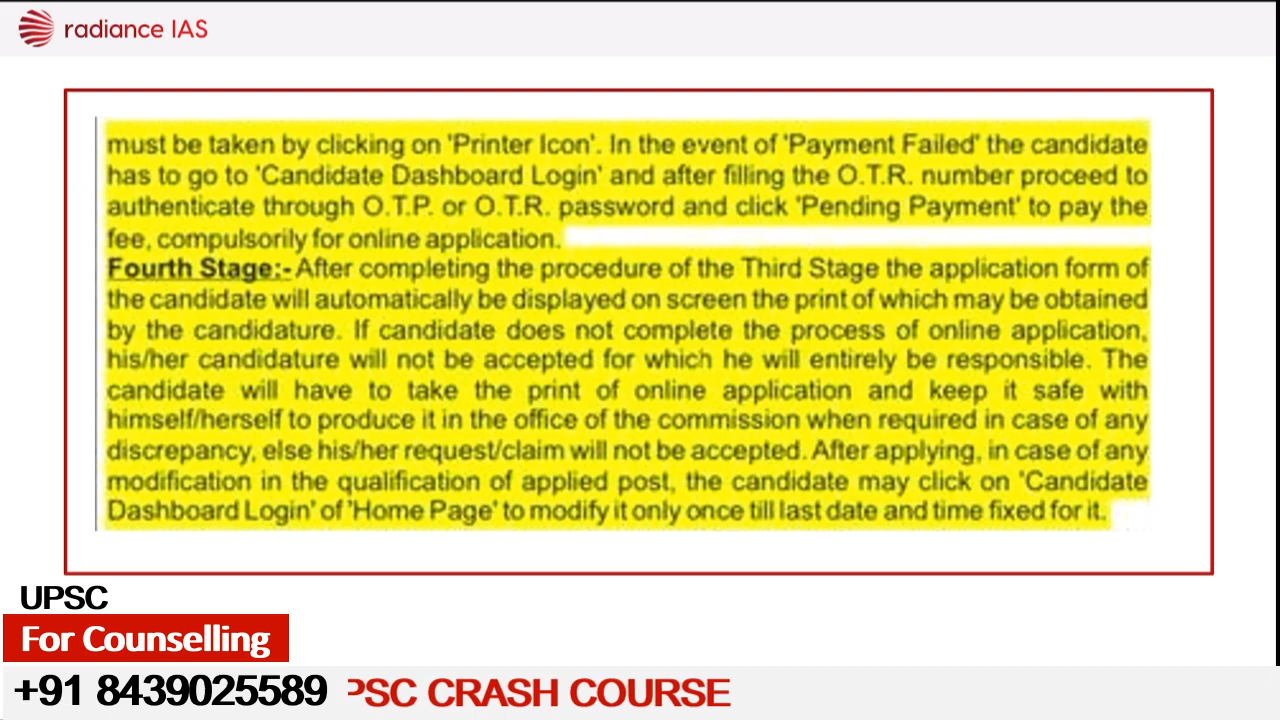 radiance IAS
must be taken by clicking on 'Printer Icon'. In the event of 'Payment Failed' the candidate
has to go to 'Candidate Dashboard Login' and after filling the O.T.R. number proceed to
authenticate through O.T.P. or O.T.R. password and click 'Pending Payment' to pay the
fee, compulsorily for online application.
Fourth Stage:- After completing the procedure of the Third Stage the application form of
the candidate will automatically be displayed on screen the print of which may be obtained
by the candidature. If candidate does not complete the process of online application,
his/her candidature will not be accepted for which he will entirely be responsible. The
candidate will have to take the print of online application and keep it safe with
himself/herself to produce it in the office of the commission when required in case of any
discrepancy, else his/her request/claim will not be accepted. After applying, in case of any
modification in the qualification of applied post, the candidate may click on 'Candidate
Dashboard Login' of 'Home Page' to modify it only once till last date and time fixed for it.
UPSC
For Counselling
+91 8439025589 PSC CRASH COURSE